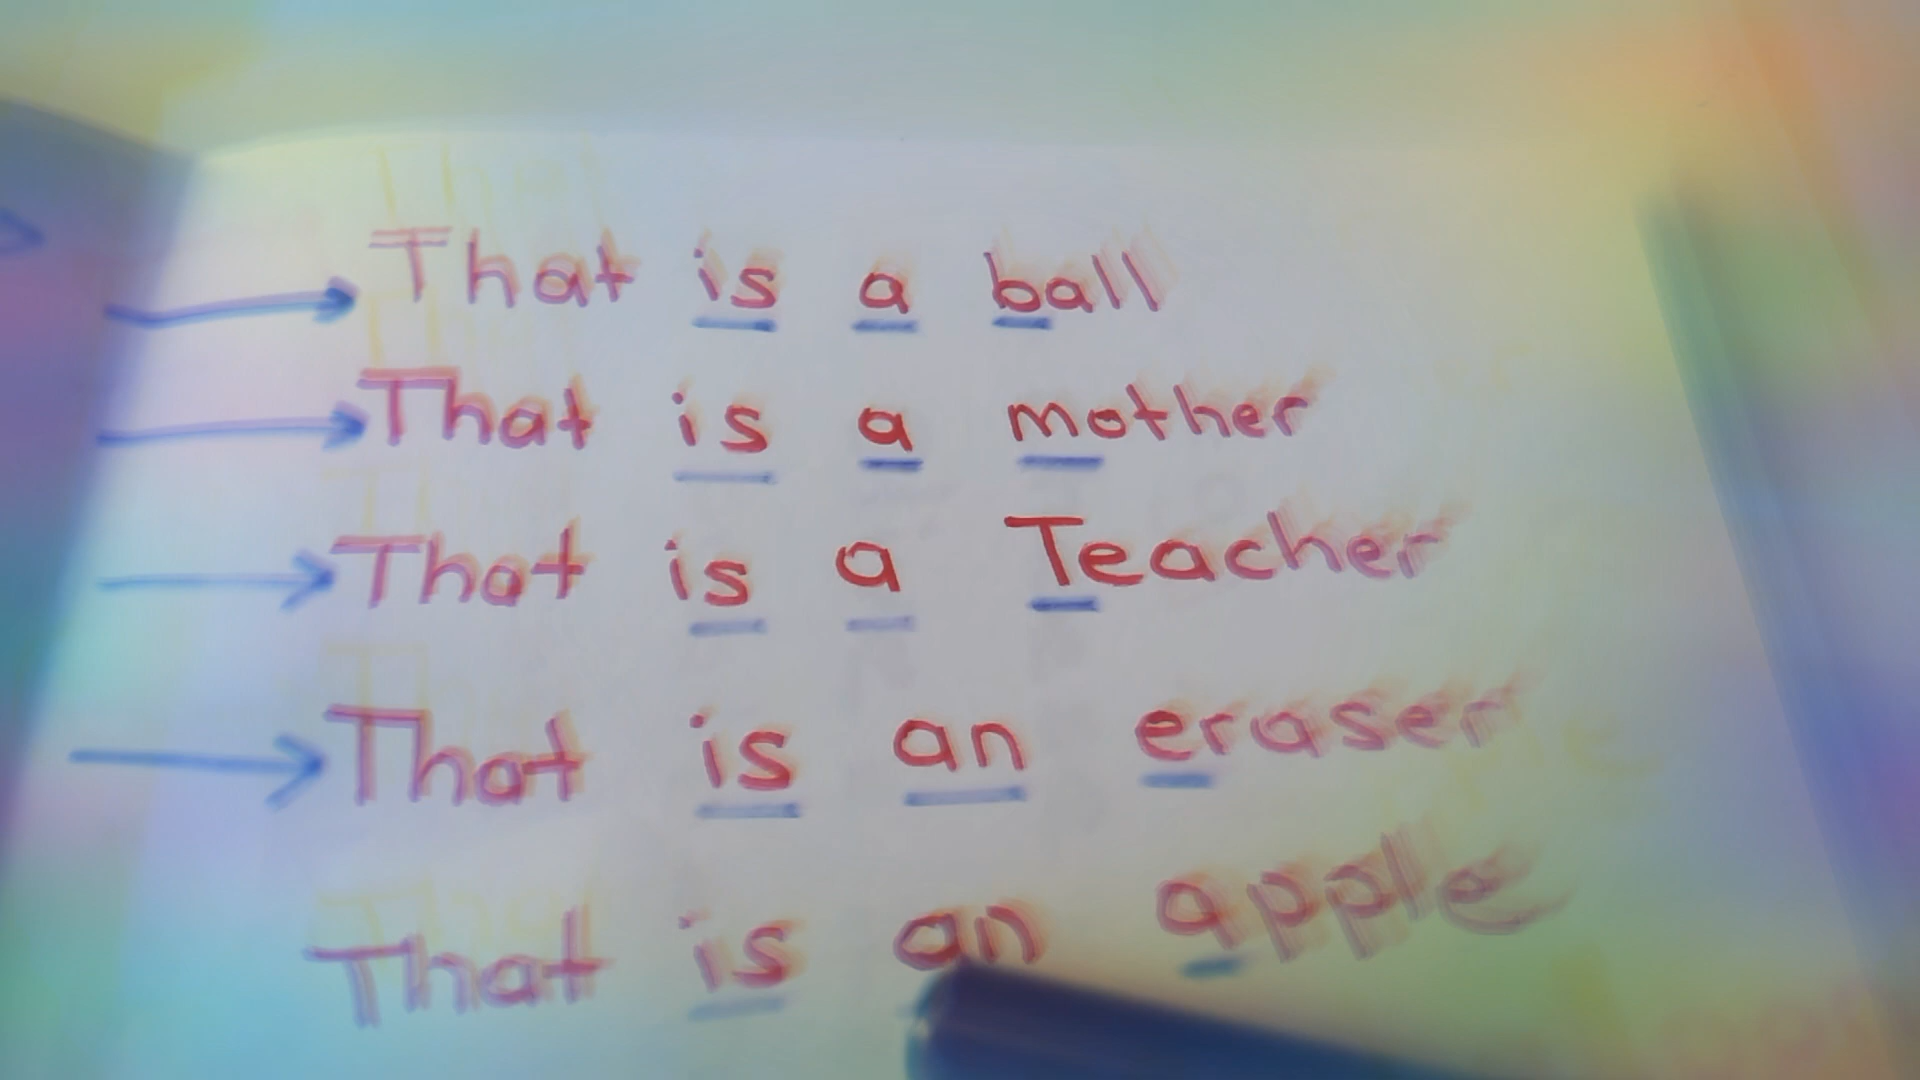 That is a ball
That is a mother
That is a Teacher
That is an eraser
That is an apple